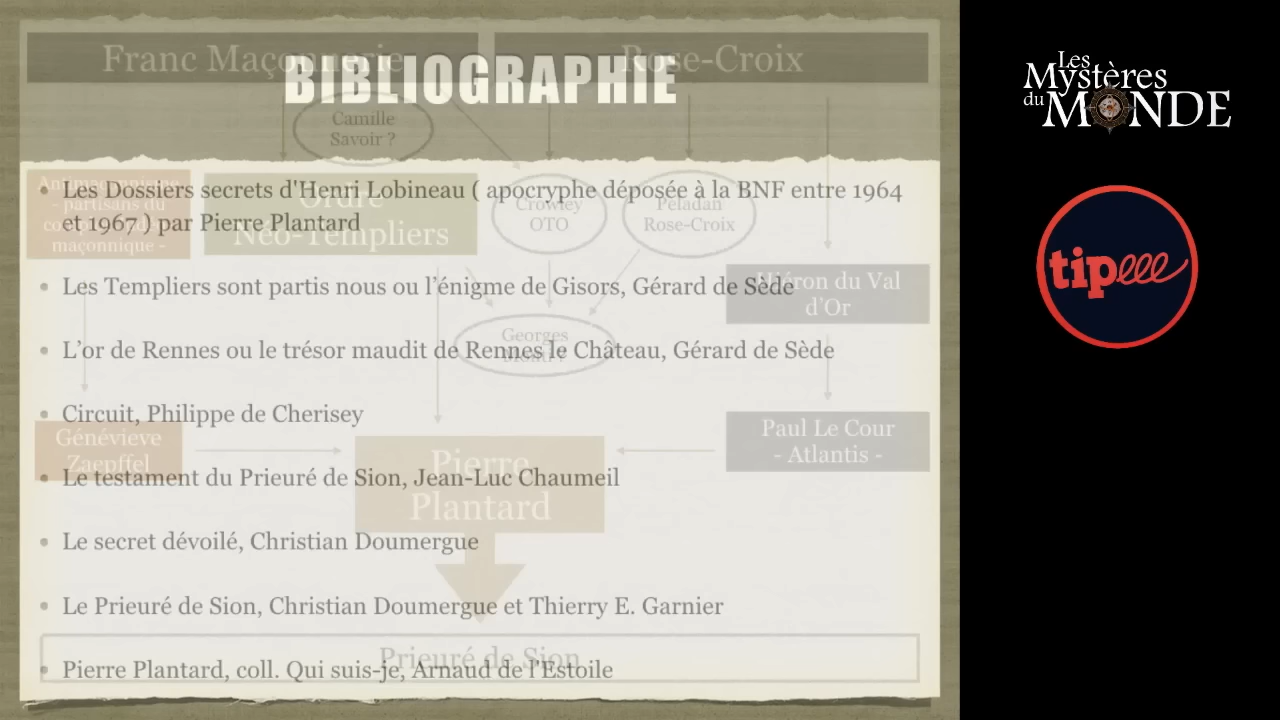 Franc Maçonnerie
Rose-Croix
BIBLIOGRAPHIE
Camille
Savoir ?
• Les Dossiers secrets d'Henri Lobineau ( apocryphe déposée à la BNF entre 1964
et 1967 ) par Pierre Plantard
- partisans du
maçonnique -
Ordre
Néo-Templiers
Crowley
OTO
Péladan
Rose-Croix
• Les Templiers sont partis nous ou l’énigme de Gisors, Gérard de Sède
Hiéron du Val
d’Or
• L’or de Rennes ou le trésor maudit de Rennes le Château, Gérard de Sède
Georges
• Circuit, Philippe de Cherisey
Génévieve
Zaepffel
Paul Le Cour
- Atlantis -
• Le testament du Prieuré de Sion, Jean-Luc Chaumeil
Pierre
Plantard
• Le secret dévoilé, Christian Doumergue
• Le Prieuré de Sion, Christian Doumergue et Thierry E. Garnier
Prieuré de Sion
• Pierre Plantard, coll. Qui suis-je, Arnaud de l'Estoile
Les
Mystères
du MONDE
tipeee